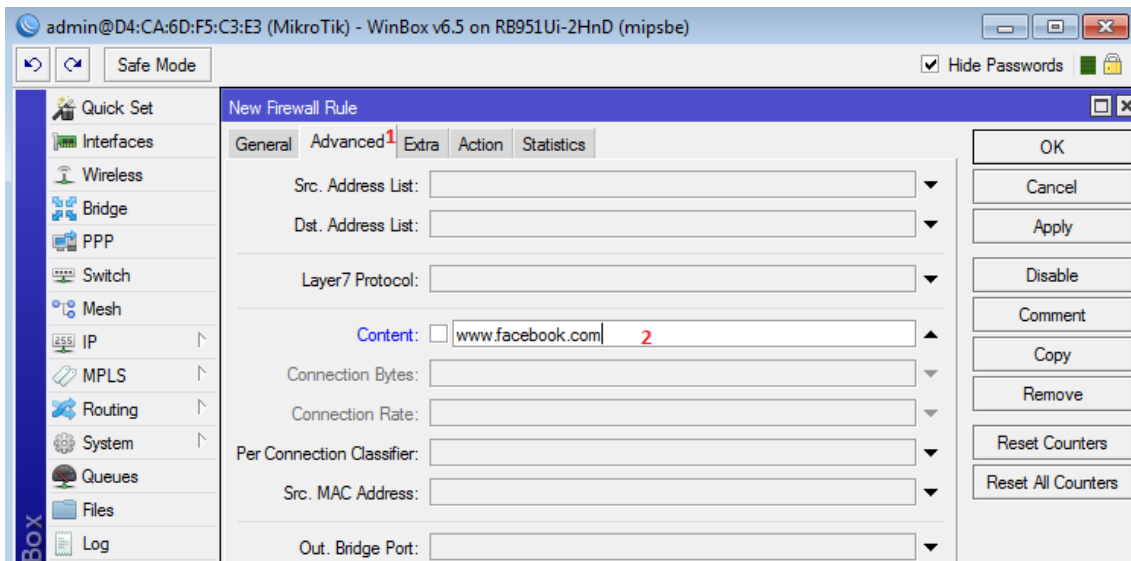 admin@D4:CA:6D:F5:C3:E3 (MikroTik) - WinBox v6.5 on RB951Ui-2HnD (mipsbe)
Safe Mode
Hide Passwords
Quick Set
Interfaces
Wireless
Bridge
PPP
Switch
Mesh
IP
MPLS
Routing
System
Queues
Files
Log
Box
New Firewall Rule
General Advanced 1 Extra Action Statistics
Src. Address List:
Dst. Address List:
Layer7 Protocol:
Content: www.facebook.com 2
Connection Bytes:
Connection Rate:
Per Connection Classifier:
Src. MAC Address:
Out. Bridge Port:
OK
Cancel
Apply
Disable
Comment
Copy
Remove
Reset Counters
Reset All Counters